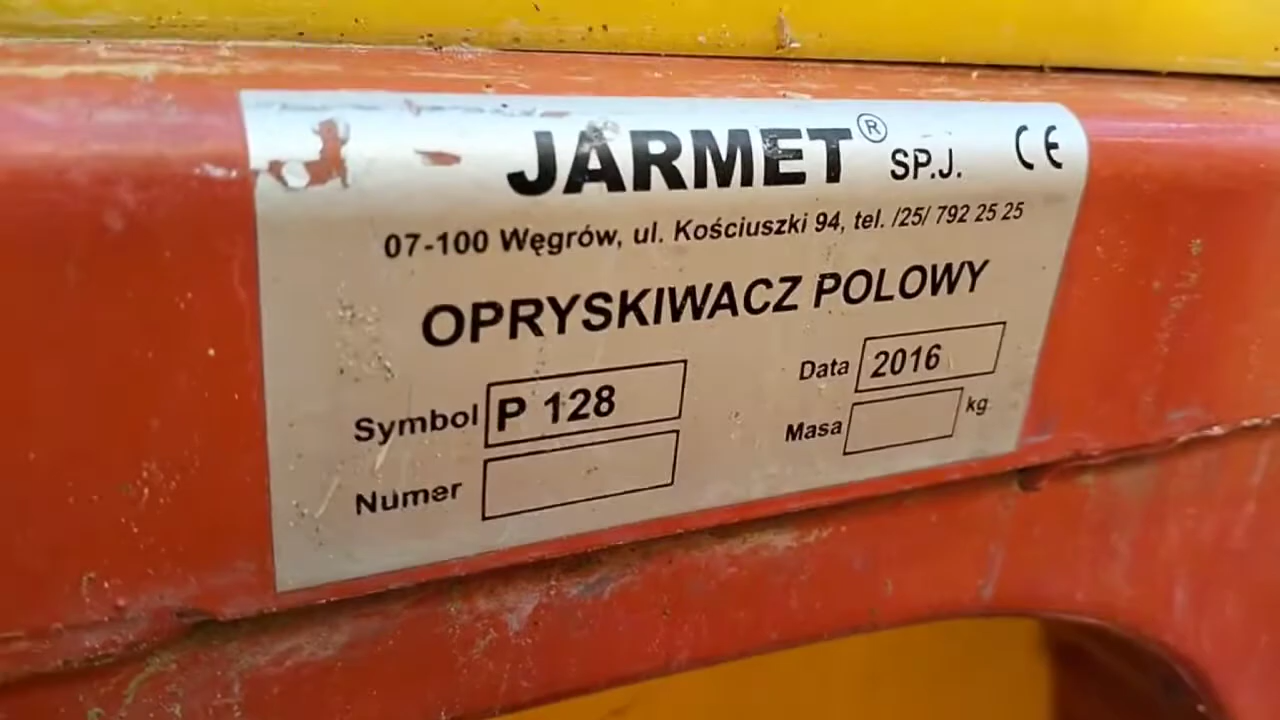 JARMET® SP.J. CE
07-100 Węgrów, ul. Kościuszki 94, tel. /25/ 792 25 25
OPRYSKIWACZ POLOWY
Symbol P 128 Data 2016
Numer Masa kg